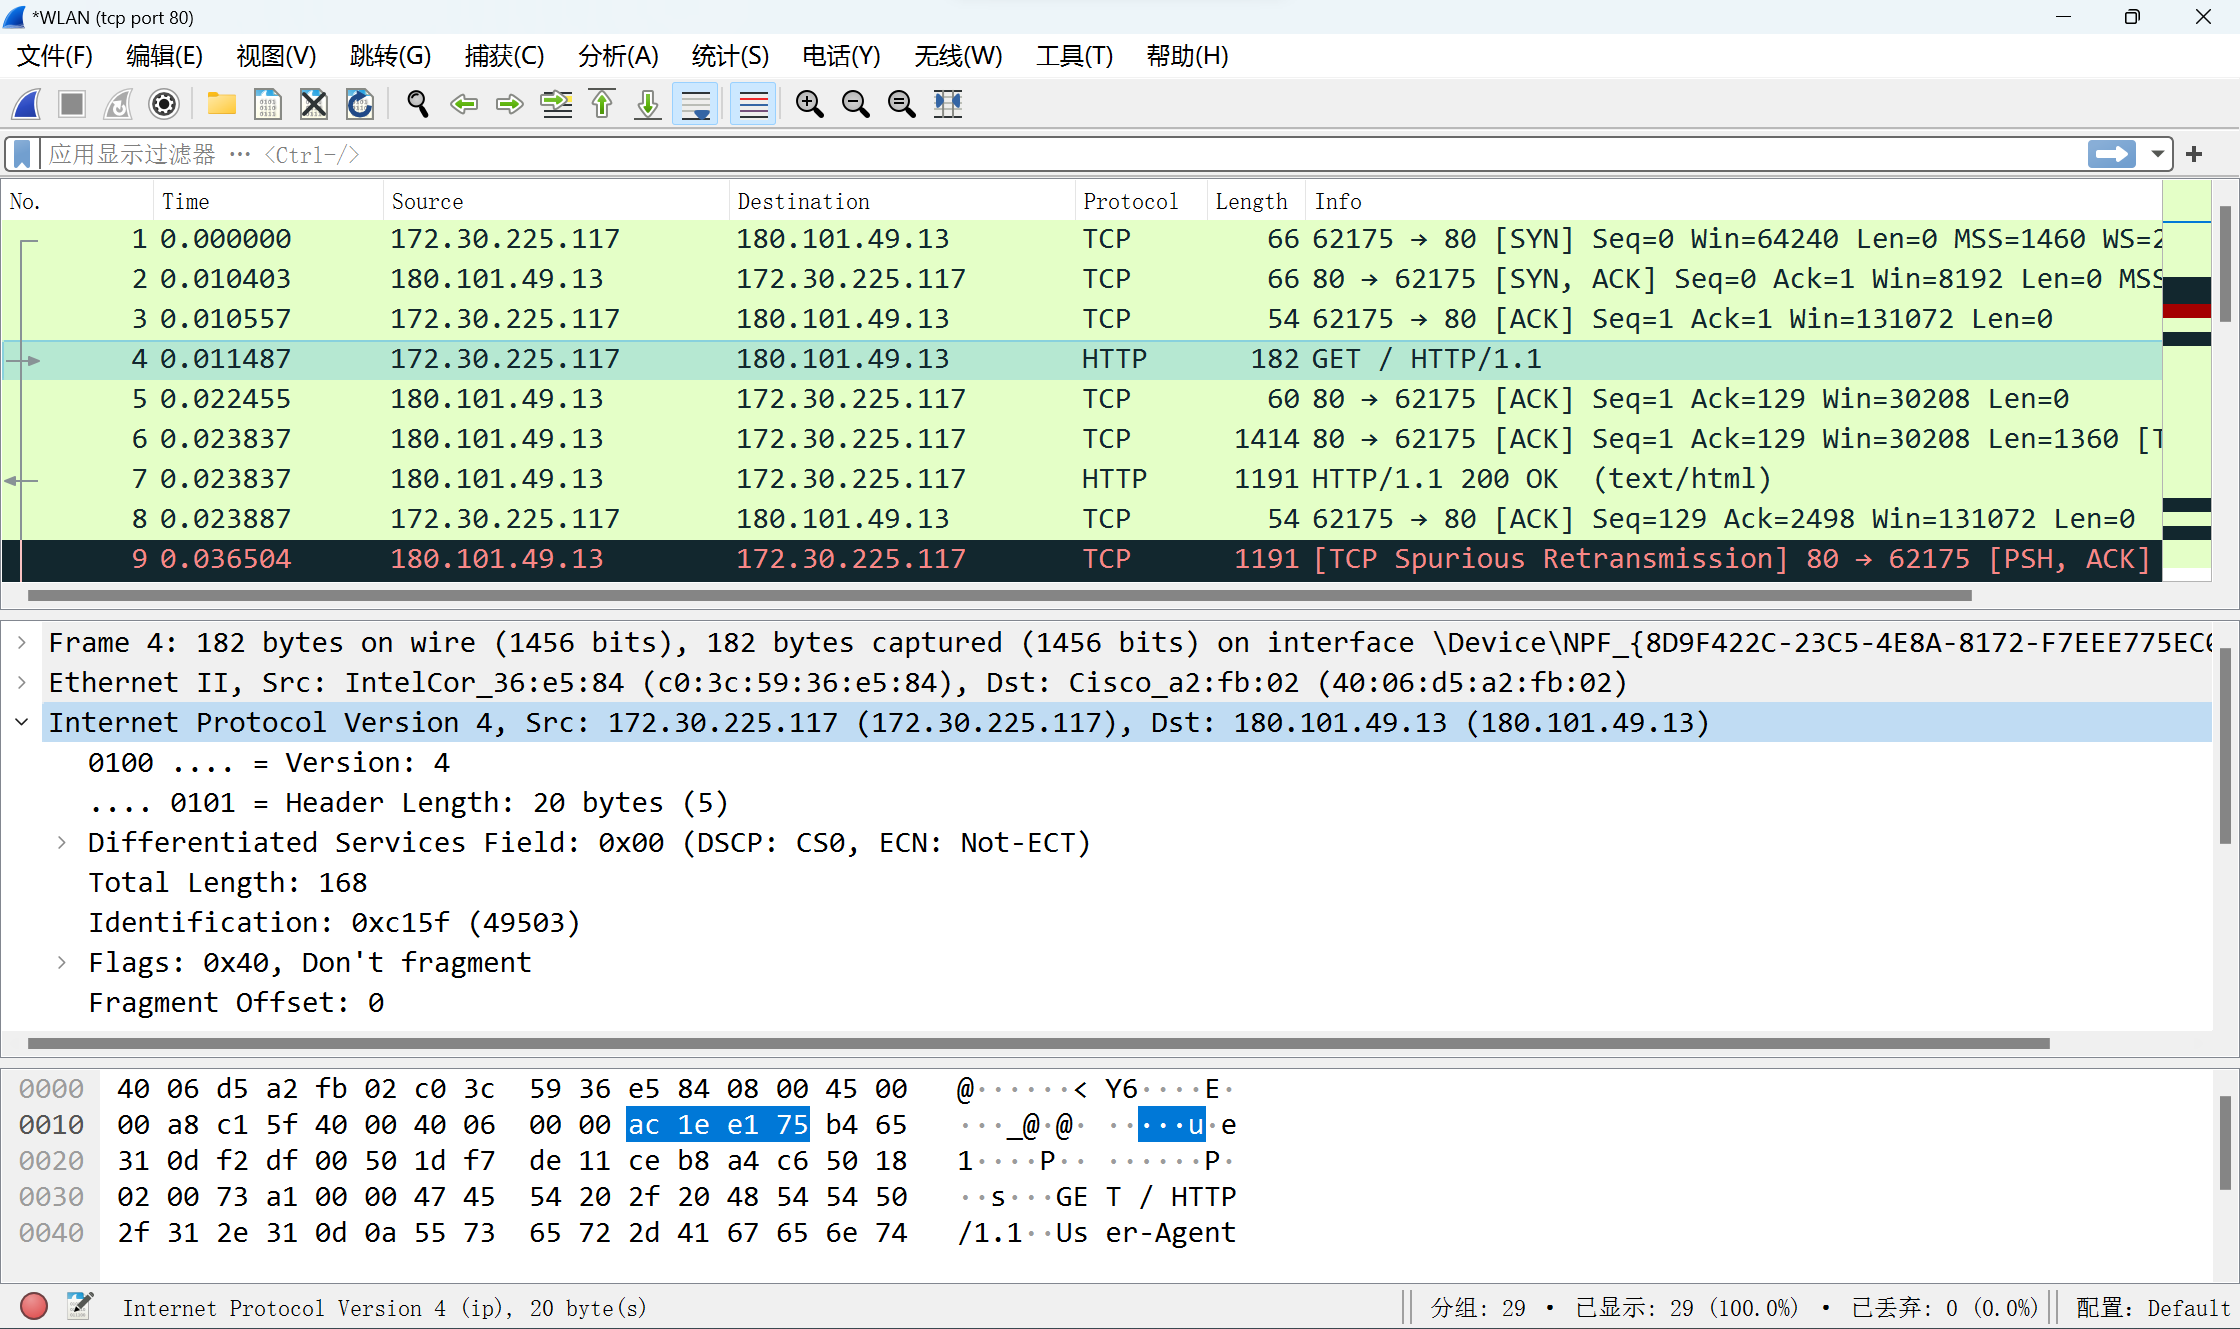 *WLAN (tcp port 80)
文件(F) 编辑(E) 视图(V) 跳转(G) 捕获(C) 分析(A) 统计(S) 电话(Y) 无线(W) 工具(T) 帮助(H)
应用显示过滤器 … <Ctrl-/>
No. Time Source Destination Protocol Length Info
1 0.000000 172.30.225.117 180.101.49.13 TCP 66 62175 → 80 [SYN] Seq=0 Win=64240 Len=0 MSS=1460 WS=2
2 0.010403 180.101.49.13 172.30.225.117 TCP 66 80 → 62175 [SYN, ACK] Seq=0 Ack=1 Win=8192 Len=0 MSS
3 0.010557 172.30.225.117 180.101.49.13 TCP 54 62175 → 80 [ACK] Seq=1 Ack=1 Win=131072 Len=0
4 0.011487 172.30.225.117 180.101.49.13 HTTP 182 GET / HTTP/1.1
5 0.022455 180.101.49.13 172.30.225.117 TCP 60 80 → 62175 [ACK] Seq=1 Ack=129 Win=30208 Len=0
6 0.023837 180.101.49.13 172.30.225.117 TCP 1414 80 → 62175 [ACK] Seq=1 Ack=129 Win=30208 Len=1360 [T
7 0.023837 180.101.49.13 172.30.225.117 HTTP 1191 HTTP/1.1 200 OK  (text/html)
8 0.023887 172.30.225.117 180.101.49.13 TCP 54 62175 → 80 [ACK] Seq=129 Ack=2498 Win=131072 Len=0
9 0.036504 180.101.49.13 172.30.225.117 TCP 1191 [TCP Spurious Retransmission] 80 → 62175 [PSH, ACK]
Frame 4: 182 bytes on wire (1456 bits), 182 bytes captured (1456 bits) on interface \Device\NPF_{8D9F422C-23C5-4E8A-8172-F7EEE775EC0
Ethernet II, Src: IntelCor_36:e5:84 (c0:3c:59:36:e5:84), Dst: Cisco_a2:fb:02 (40:06:d5:a2:fb:02)
Internet Protocol Version 4, Src: 172.30.225.117 (172.30.225.117), Dst: 180.101.49.13 (180.101.49.13)
0100 .... = Version: 4
.... 0101 = Header Length: 20 bytes (5)
Differentiated Services Field: 0x00 (DSCP: CS0, ECN: Not-ECT)
Total Length: 168
Identification: 0xc15f (49503)
Flags: 0x40, Don't fragment
Fragment Offset: 0
0000 40 06 d5 a2 fb 02 c0 3c 59 36 e5 84 08 00 45 00 @······< Y6····E·
0010 00 a8 c1 5f 40 00 40 06 00 00 ac 1e e1 75 b4 65 ···_@·@· ·····u·e
0020 31 0d f2 df 00 50 1d f7 de 11 ce b8 a4 c6 50 18 1····P·· ······P·
0030 02 00 73 a1 00 00 47 45 54 20 2f 20 48 54 54 50 ··s···GE T / HTTP
0040 2f 31 2e 31 0d 0a 55 73 65 72 2d 41 67 65 6e 74 /1.1··Us er-Agent
Internet Protocol Version 4 (ip), 20 byte(s) 分组: 29 · 已显示: 29 (100.0%) · 已丢弃: 0 (0.0%) 配置: Default